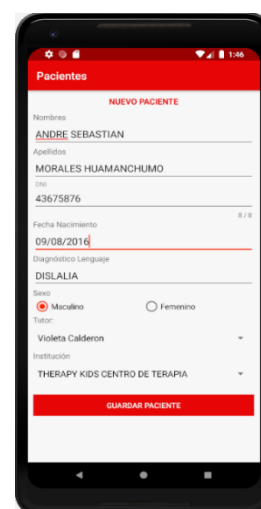 1:46
Pacientes
NUEVO PACIENTE
Nombres
ANDRE SEBASTIAN
Apellidos
MORALES HUAMANCHUMO
DNI
43675876
8 / 8
Fecha Nacimiento
09/08/2016
Diagnóstico Lenguaje
DISLALIA
Sexo
Msculino Femenino
Tutor:
Violeta Calderon
Institución
THERAPY KIDS CENTRO DE TERAPIA
GUARDAR PACIENTE